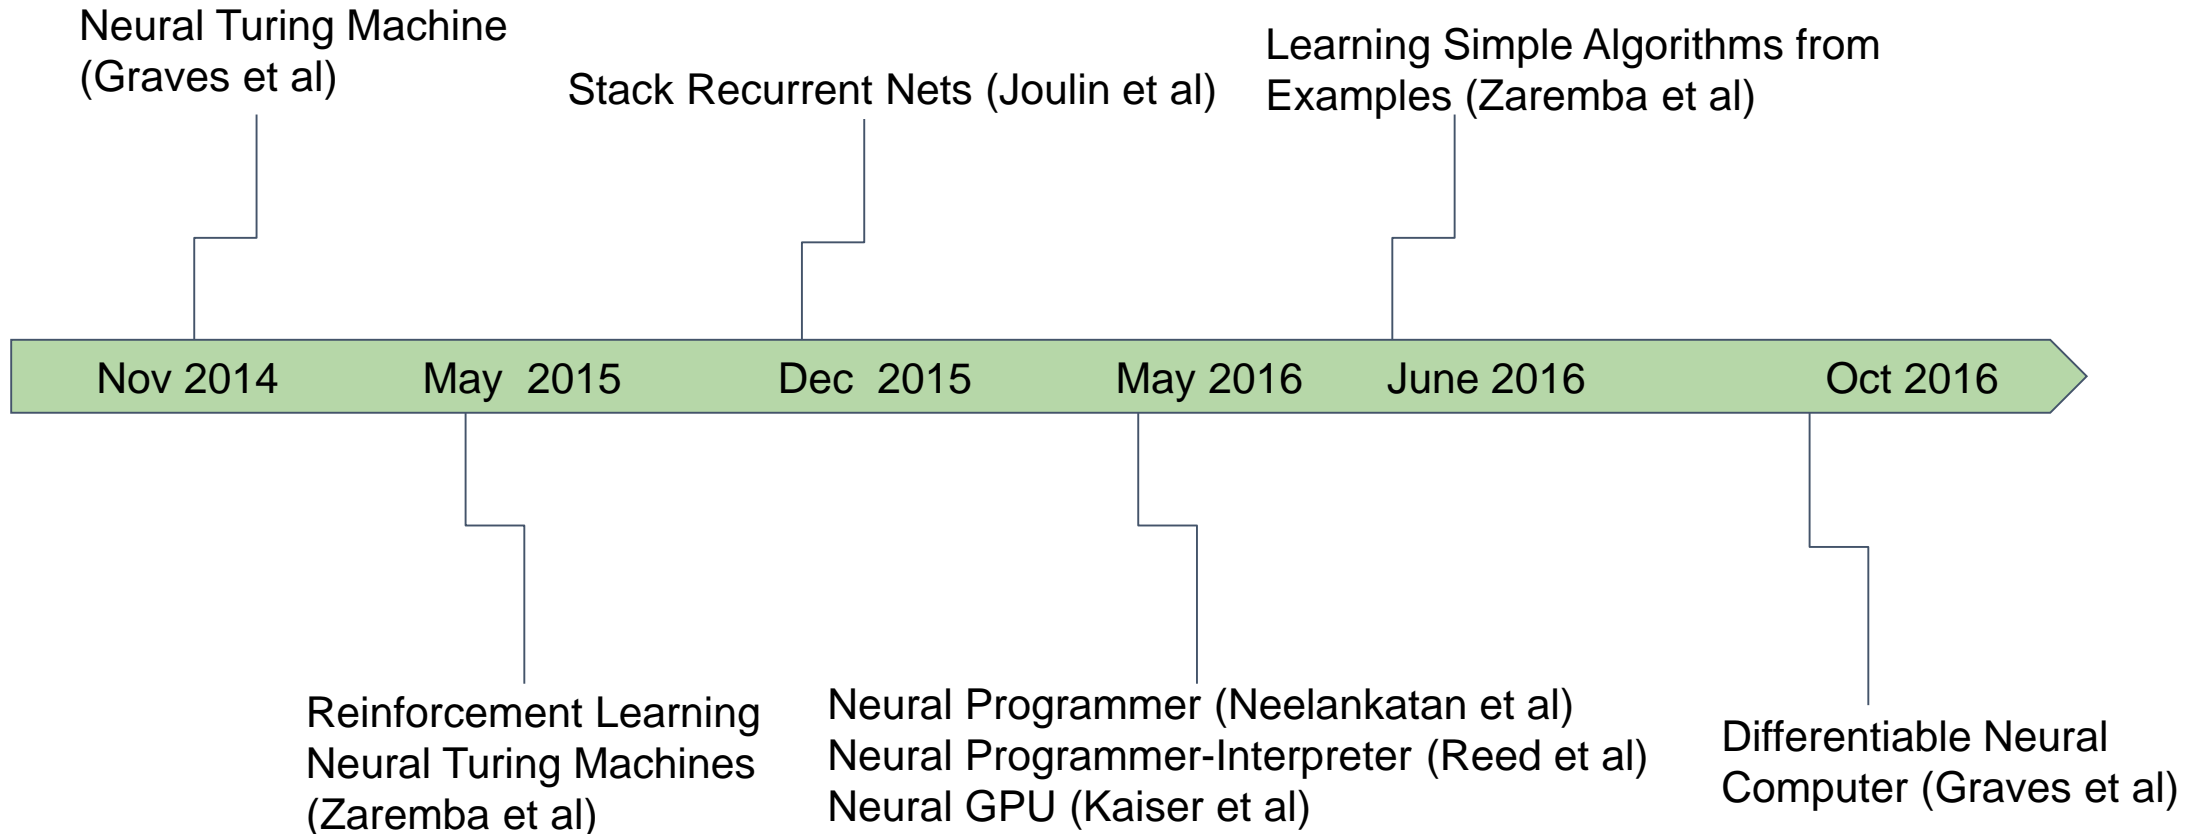 Neural Turing Machine
(Graves et al)
Stack Recurrent Nets (Joulin et al)
Learning Simple Algorithms from
Examples (Zaremba et al)
Nov 2014
May  2015
Dec  2015
May 2016
June 2016
Oct 2016
Reinforcement Learning
Neural Turing Machines
(Zaremba et al)
Neural Programmer (Neelankatan et al)
Neural Programmer-Interpreter (Reed et al)
Neural GPU (Kaiser et al)
Differentiable Neural
Computer (Graves et al)